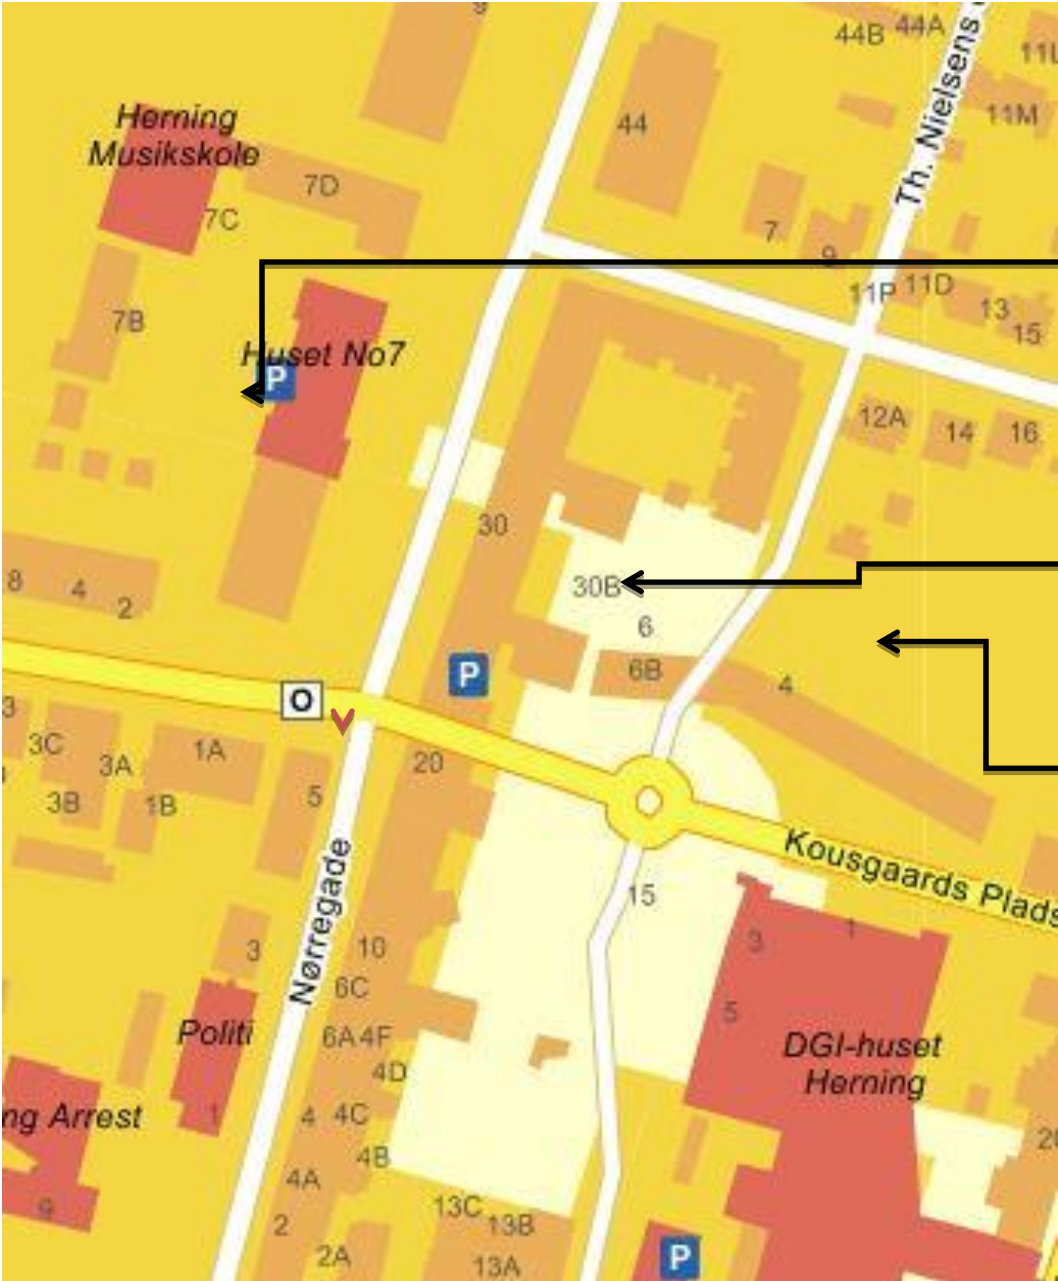 9
44B 44A
11L
Th. Nielsens
44
11M
Herning
Musikskole
7D
7C
7
9
11P 11D
13
15
7B
Huset No7
P
12A
14
16
30
30B
6
8
4
2
6B
4
P
O
3
3C
3A
3B
1A
1B
5
20
Kousgaards Plads
15
Nørregade
3
10
3
1
6C
5
Politi
6A 4F
DGI-huset
Herning
4D
ng Arrest
1
4
4C
4B
4A
9
13C
13B
2
2A
13A
P